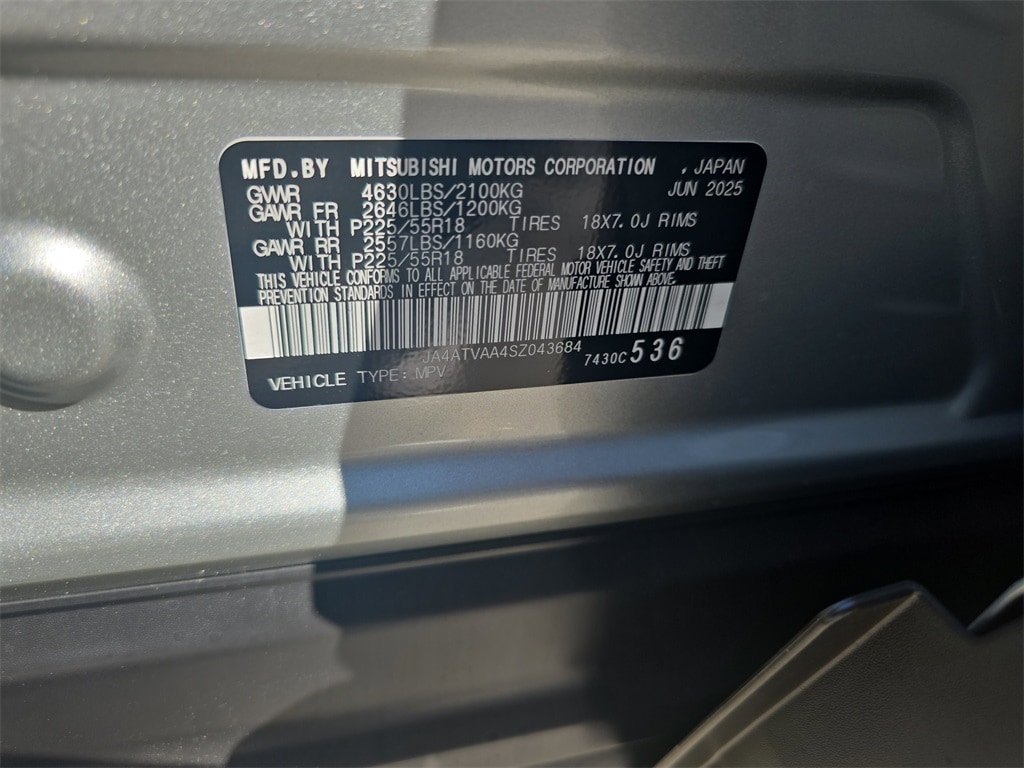 MFD.BY MITSUBISHI MOTORS CORPORATION , JAPAN
GVWR 4630LBS/2100KG JUN 2025
GAWR FR 2646LBS/1200KG
WITH P225/55R18 TIRES 18X7.0J RIMS
GAWR RR 2557LBS/1160KG
WITH P225/55R18 TIRES 18X7.0J RIMS
THIS VEHICLE CONFORMS TO ALL APPLICABLE FEDERAL MOTOR VEHICLE SAFETY AND THEFT
PREVENTION STANDARDS IN EFFECT ON THE DATE OF MANUFACTURE SHOWN ABOVE.
JA4ATVAA4SZ043684 7430C 536
VEHICLE TYPE: MPV